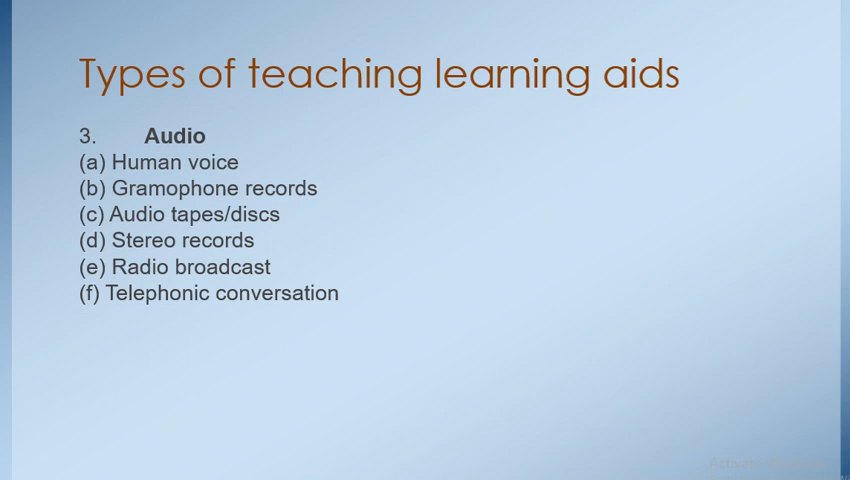 Types of teaching learning aids
3. Audio
(a) Human voice
(b) Gramophone records
(c) Audio tapes/discs
(d) Stereo records
(e) Radio broadcast
(f) Telephonic conversation